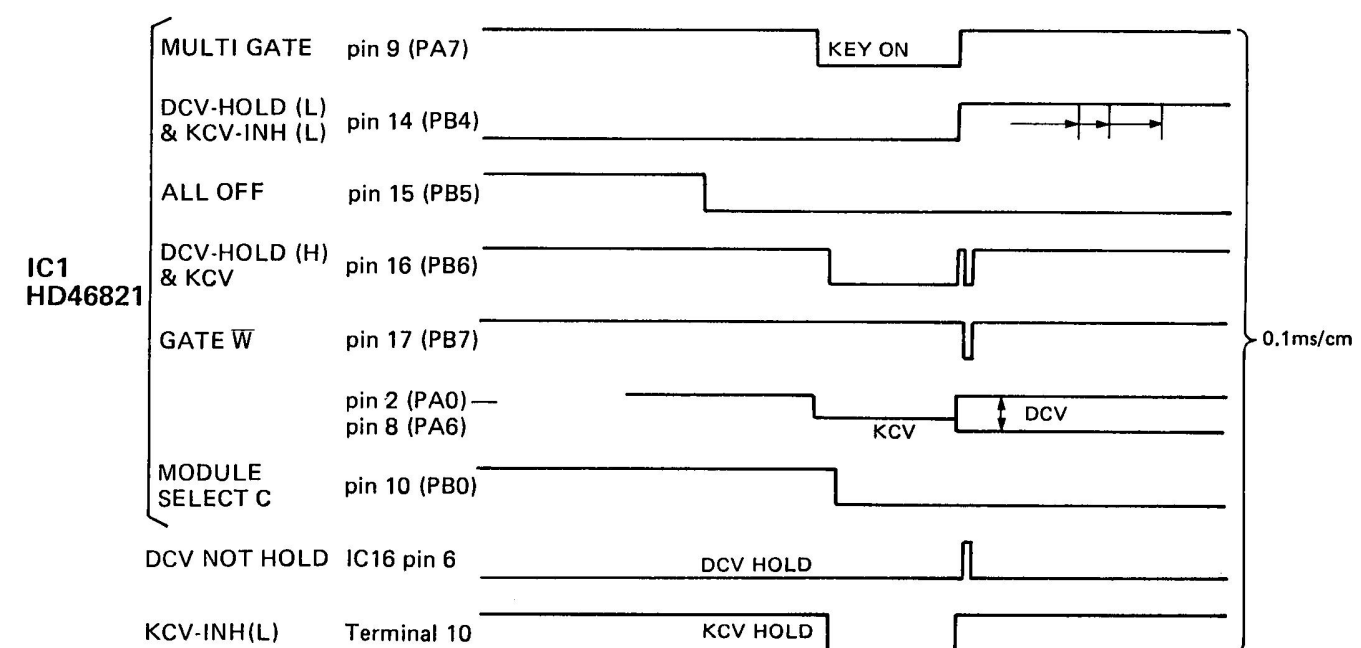 MULTI GATE pin 9 (PA7) KEY ON
DCV-HOLD (L)
& KCV-INH (L) pin 14 (PB4)
ALL OFF pin 15 (PB5)
DCV-HOLD (H)
& KCV pin 16 (PB6)
IC1
HD46821
GATE W̅ pin 17 (PB7) 0.1ms/cm
pin 2 (PA0) —
pin 8 (PA6) KCV DCV
MODULE
SELECT C pin 10 (PB0)
DCV NOT HOLD IC16 pin 6 DCV HOLD
KCV-INH(L) Terminal 10 KCV HOLD